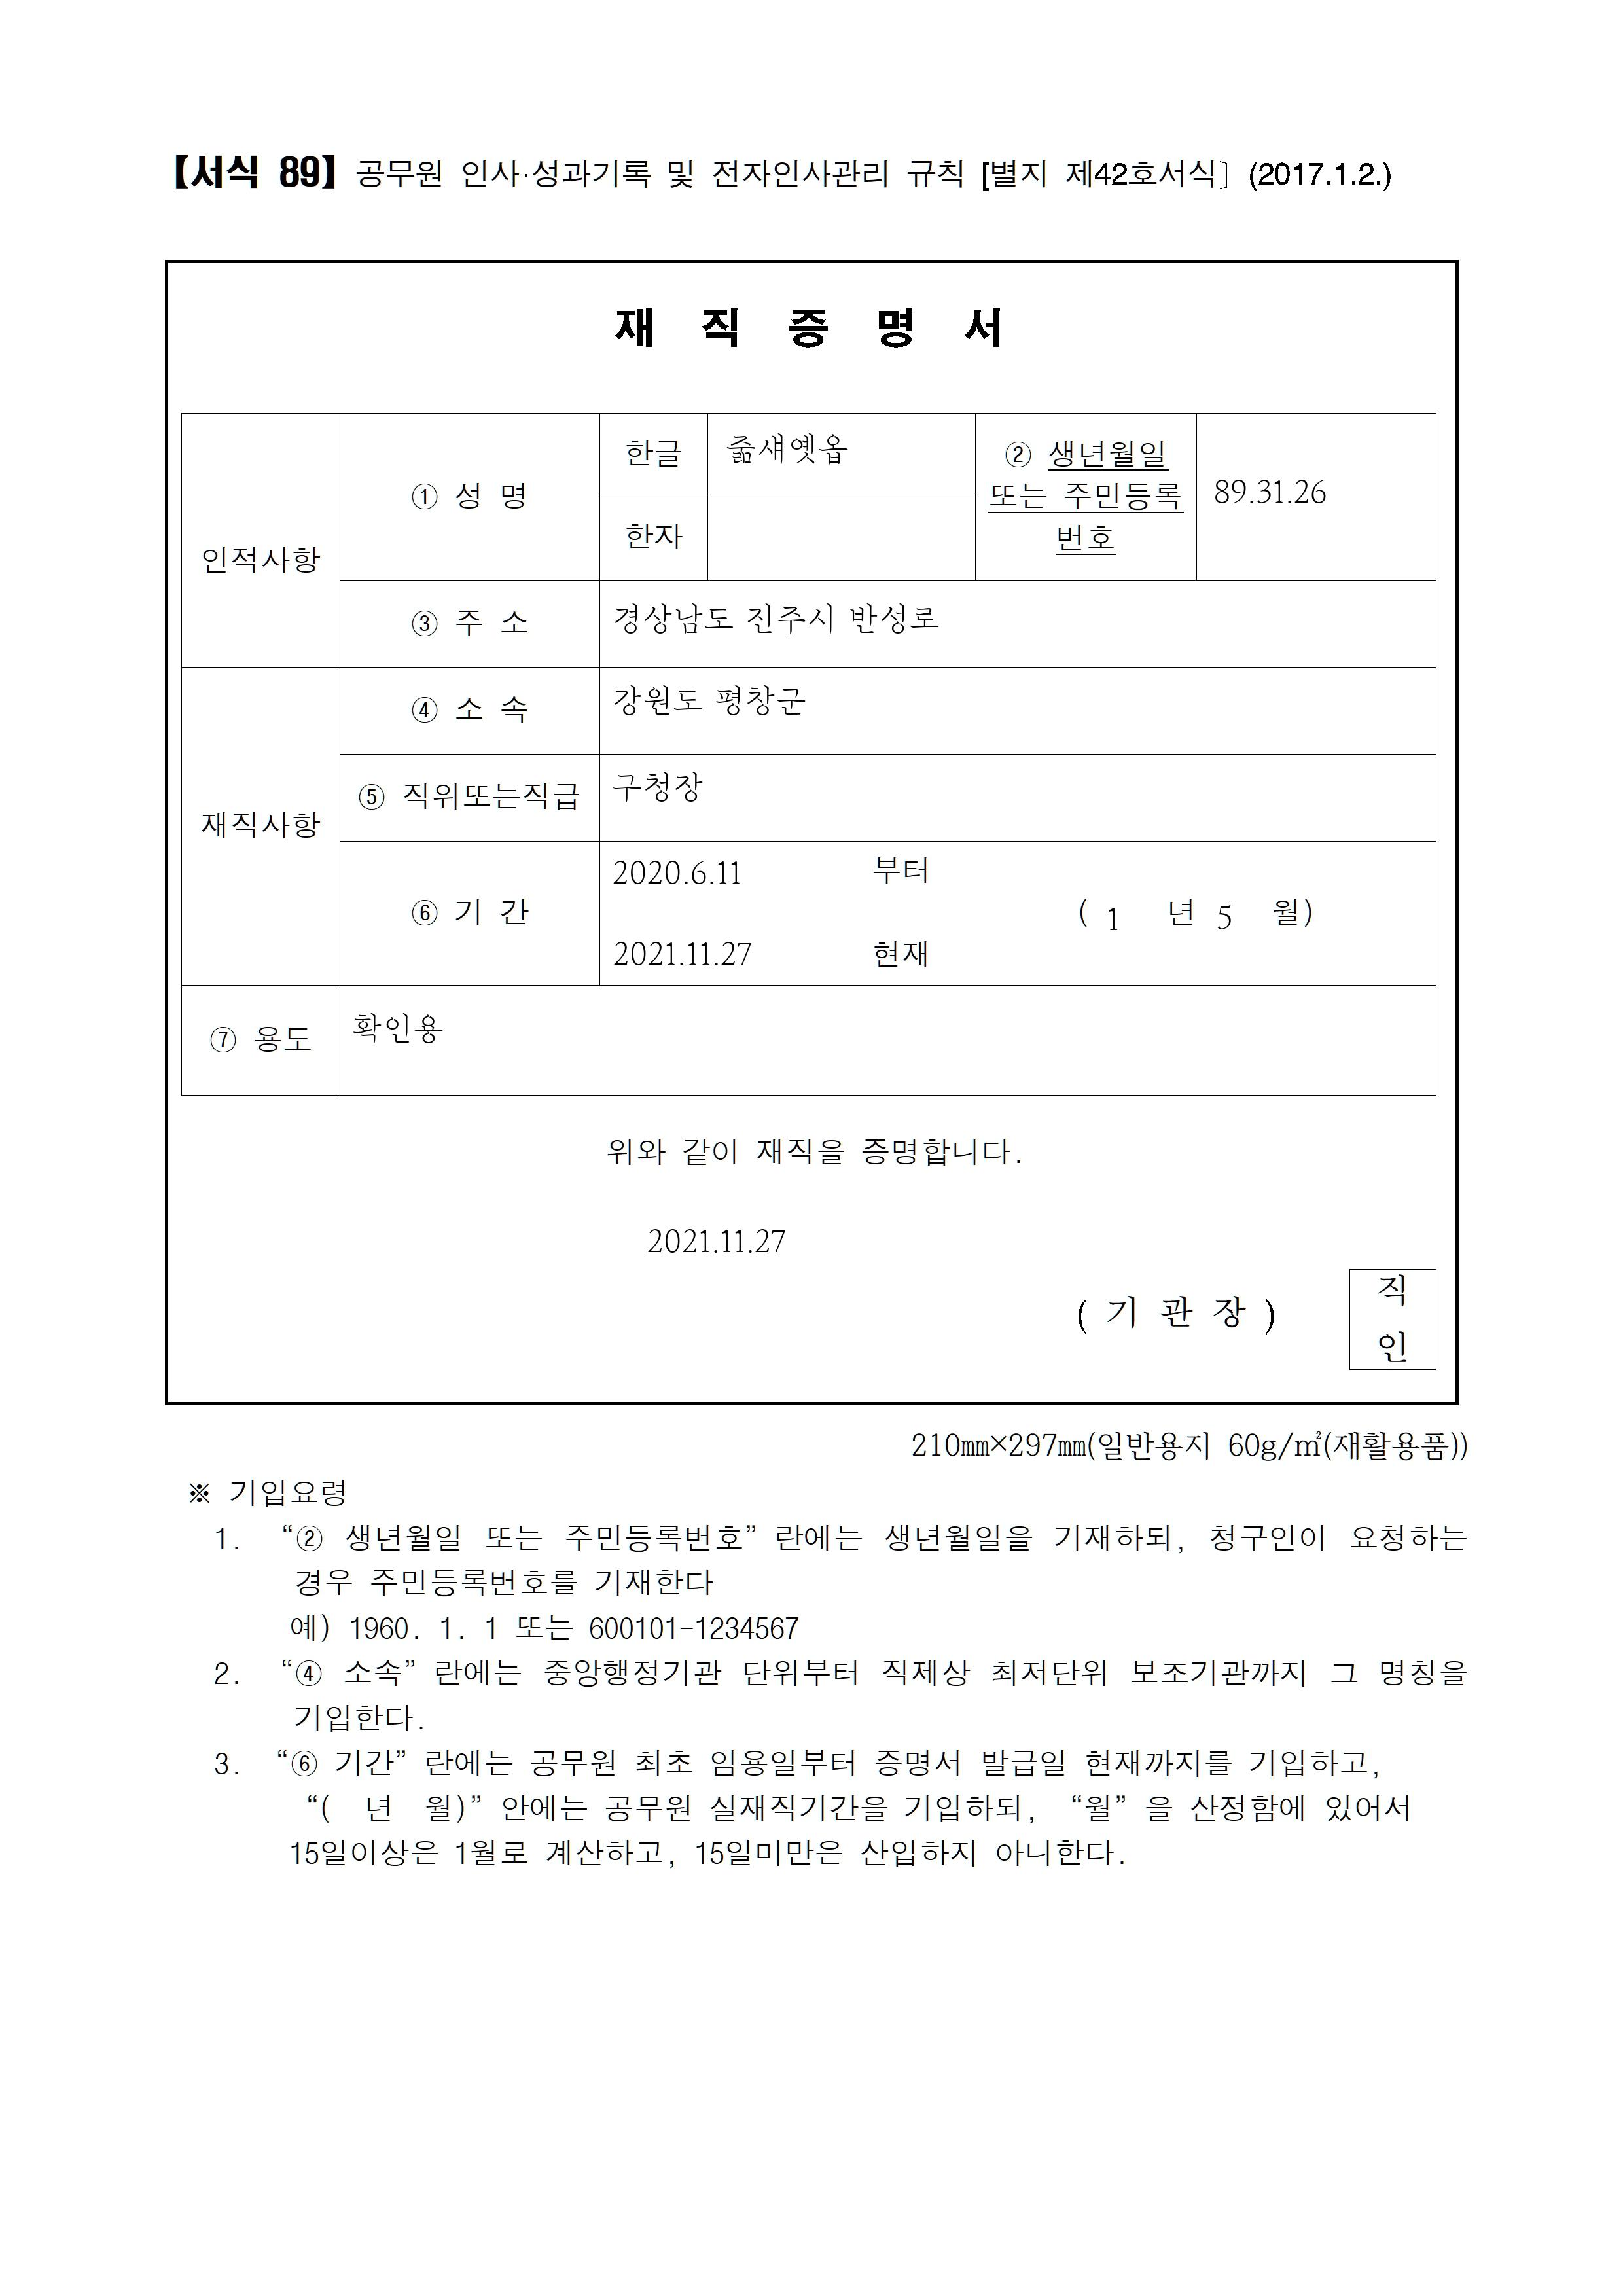 【서식 89】 공무원 인사·성과기록 및 전자인사관리 규칙 [별지 제42호서식〕(2017.1.2.)
재 직 증 명 서
인적사항
① 성 명
한글
줆섀옛옵
한자
② 생년월일
또는 주민등록
번호
89.31.26
③ 주 소
경상남도 진주시 반성로
재직사항
④ 소 속
강원도 평창군
⑤ 직위또는직급
구청장
⑥ 기 간
2020.6.11 부터
( 1 년 5 월)
2021.11.27 현재
⑦ 용도
확인용
위와 같이 재직을 증명합니다.
2021.11.27
( 기 관 장 )
직
인
210㎜×297㎜(일반용지 60g/㎡(재활용품))
※ 기입요령
1. “② 생년월일 또는 주민등록번호” 란에는 생년월일을 기재하되, 청구인이 요청하는
경우 주민등록번호를 기재한다
예) 1960. 1. 1 또는 600101-1234567
2. “④ 소속” 란에는 중앙행정기관 단위부터 직제상 최저단위 보조기관까지 그 명칭을
기입한다.
3. “⑥ 기간” 란에는 공무원 최초 임용일부터 증명서 발급일 현재까지를 기입하고,
“( 년 월)” 안에는 공무원 실재직기간을 기입하되, “월” 을 산정함에 있어서
15일이상은 1월로 계산하고, 15일미만은 산입하지 아니한다.